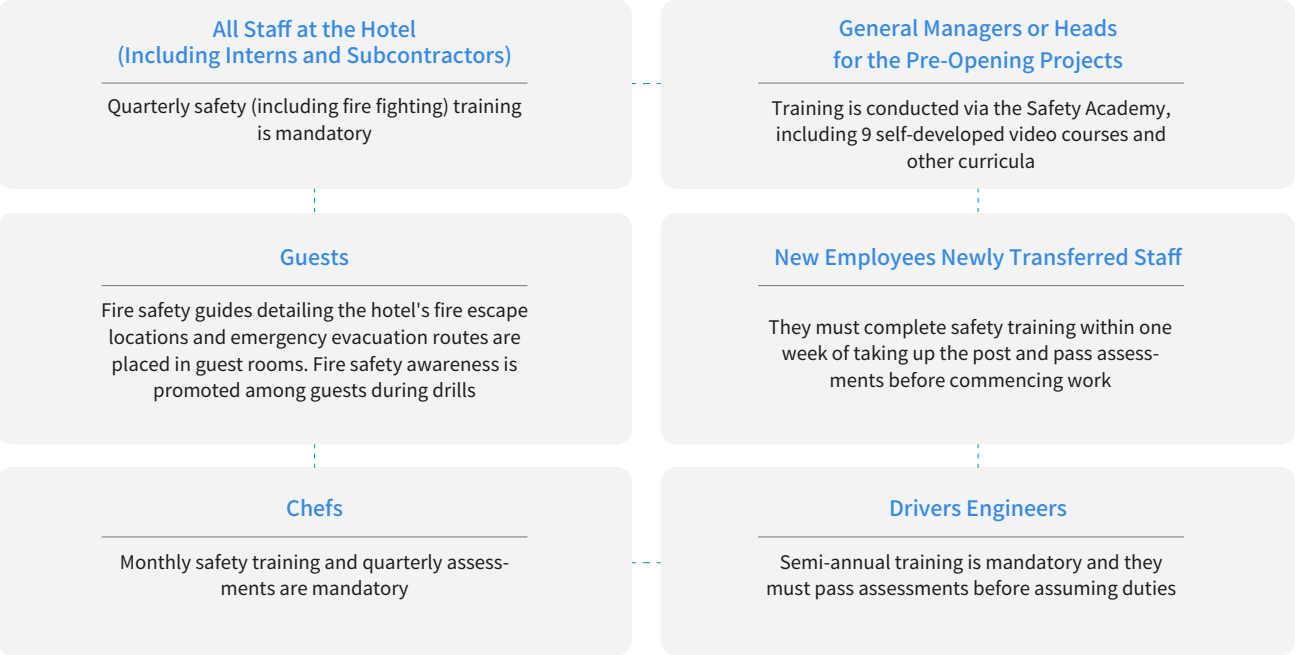 All Staff at the Hotel
(Including Interns and Subcontractors)
Quarterly safety (including fire fighting) training
is mandatory
General Managers or Heads
for the Pre-Opening Projects
Training is conducted via the Safety Academy,
including 9 self-developed video courses and
other curricula
Guests
Fire safety guides detailing the hotel's fire escape
locations and emergency evacuation routes are
placed in guest rooms. Fire safety awareness is
promoted among guests during drills
New Employees Newly Transferred Staff
They must complete safety training within one
week of taking up the post and pass assess-
ments before commencing work
Chefs
Monthly safety training and quarterly assess-
ments are mandatory
Drivers Engineers
Semi-annual training is mandatory and they
must pass assessments before assuming duties